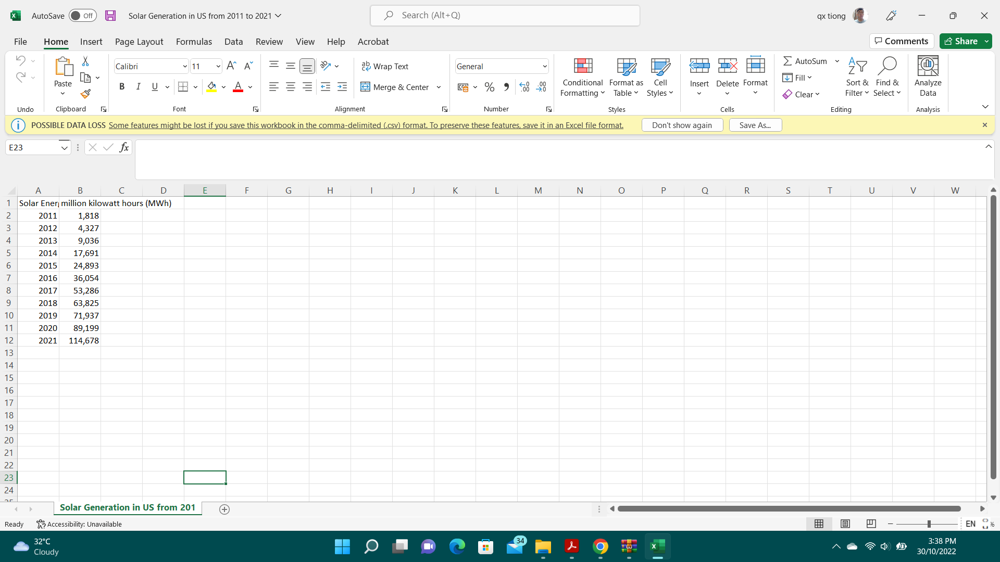 AutoSave Off Solar Generation in US from 2011 to 2021 Search (Alt+Q) qx tiong
File Home Insert Page Layout Formulas Data Review View Help Acrobat Comments Share
Calibri 11 Wrap Text General AutoSum
Paste B I U Merge & Center % Conditional Formatting Format as Table Cell Styles Insert Delete Format Fill Clear Sort & Filter Find & Select Analyze Data
Undo Clipboard Font Alignment Number Styles Cells Editing Analysis
POSSIBLE DATA LOSS Some features might be lost if you save this workbook in the comma-delimited (.csv) format. To preserve these features, save it in an Excel file format. Don't show again Save As...
E23 fx
A B C D E F G H I J K L M N O P Q R S T U V W
1 Solar Ener million kilowatt hours (MWh)
2 2011 1,818
3 2012 4,327
4 2013 9,036
5 2014 17,691
6 2015 24,893
7 2016 36,054
8 2017 53,286
9 2018 63,825
10 2019 71,937
11 2020 89,199
12 2021 114,678
13
14
15
16
17
18
19
20
21
22
23
24
Solar Generation in US from 201
Ready Accessibility: Unavailable EN %
32°C
Cloudy
34
3:38 PM
30/10/2022